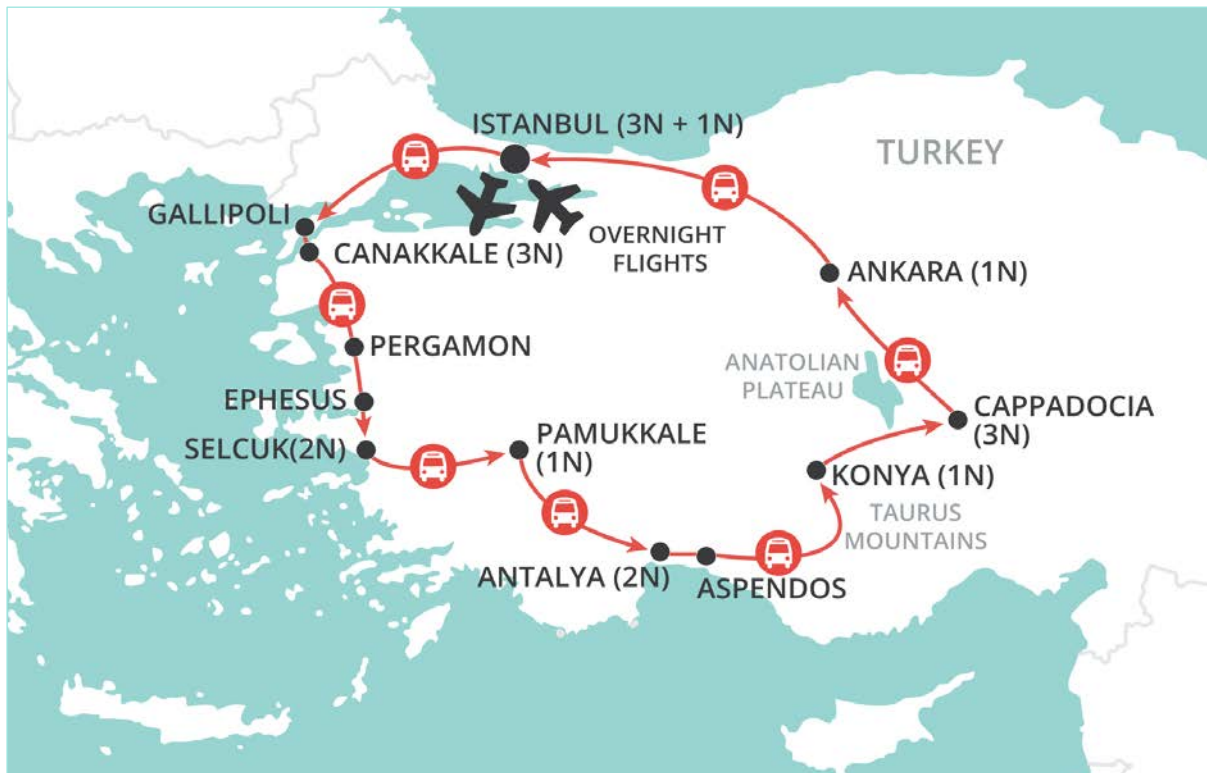 ISTANBUL (3N + 1N)
TURKEY
GALLIPOLI
CANAKKALE (3N)
OVERNIGHT
FLIGHTS
ANKARA (1N)
PERGAMON
ANATOLIAN
PLATEAU
EPHESUS
SELCUK(2N)
PAMUKKALE
(1N)
CAPPADOCIA
(3N)
KONYA (1N)
TAURUS
MOUNTAINS
ANTALYA (2N)
ASPENDOS